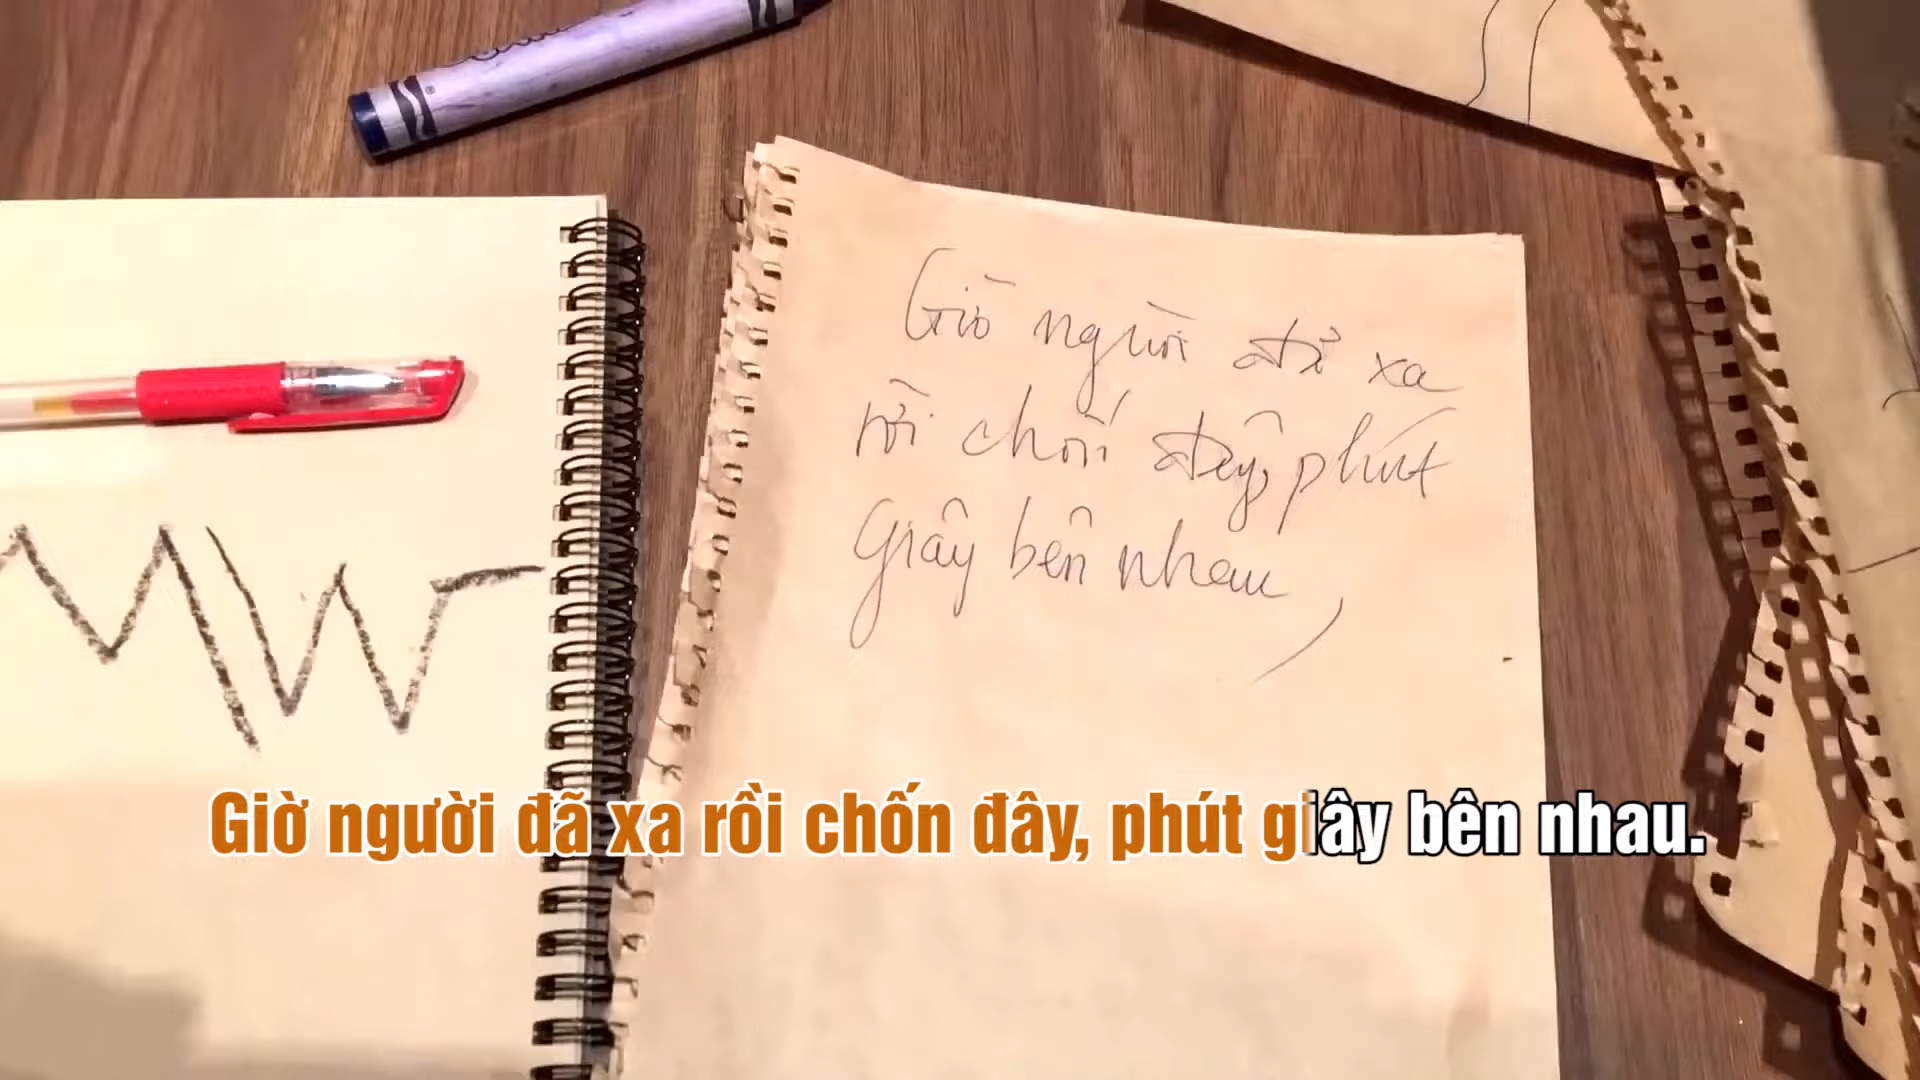 Giờ người đã xa
rồi chốn đây, phút
giây bên nhau,
Giờ người đã xa rồi chốn đây, phút giây bên nhau.